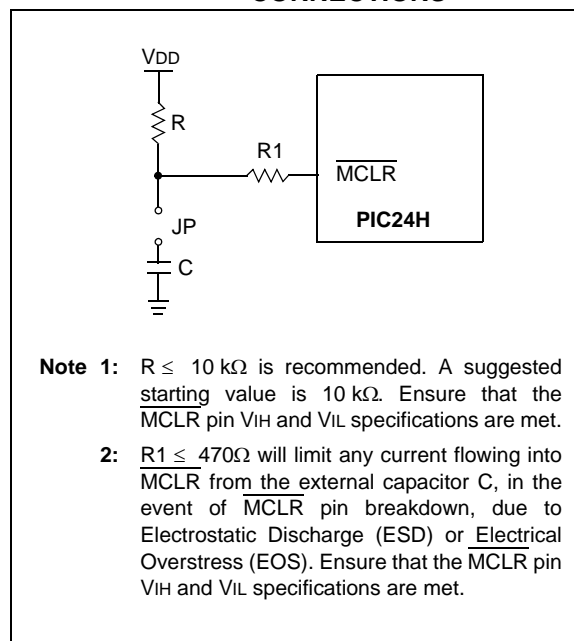 VDD
R
R1
MCLR
JP
PIC24H
C
Note 1: R ≤ 10 kΩ is recommended. A suggested
starting value is 10 kΩ. Ensure that the
MCLR pin VIH and VIL specifications are met.
2: R1 ≤ 470Ω will limit any current flowing into
MCLR from the external capacitor C, in the
event of MCLR pin breakdown, due to
Electrostatic Discharge (ESD) or Electrical
Overstress (EOS). Ensure that the MCLR pin
VIH and VIL specifications are met.